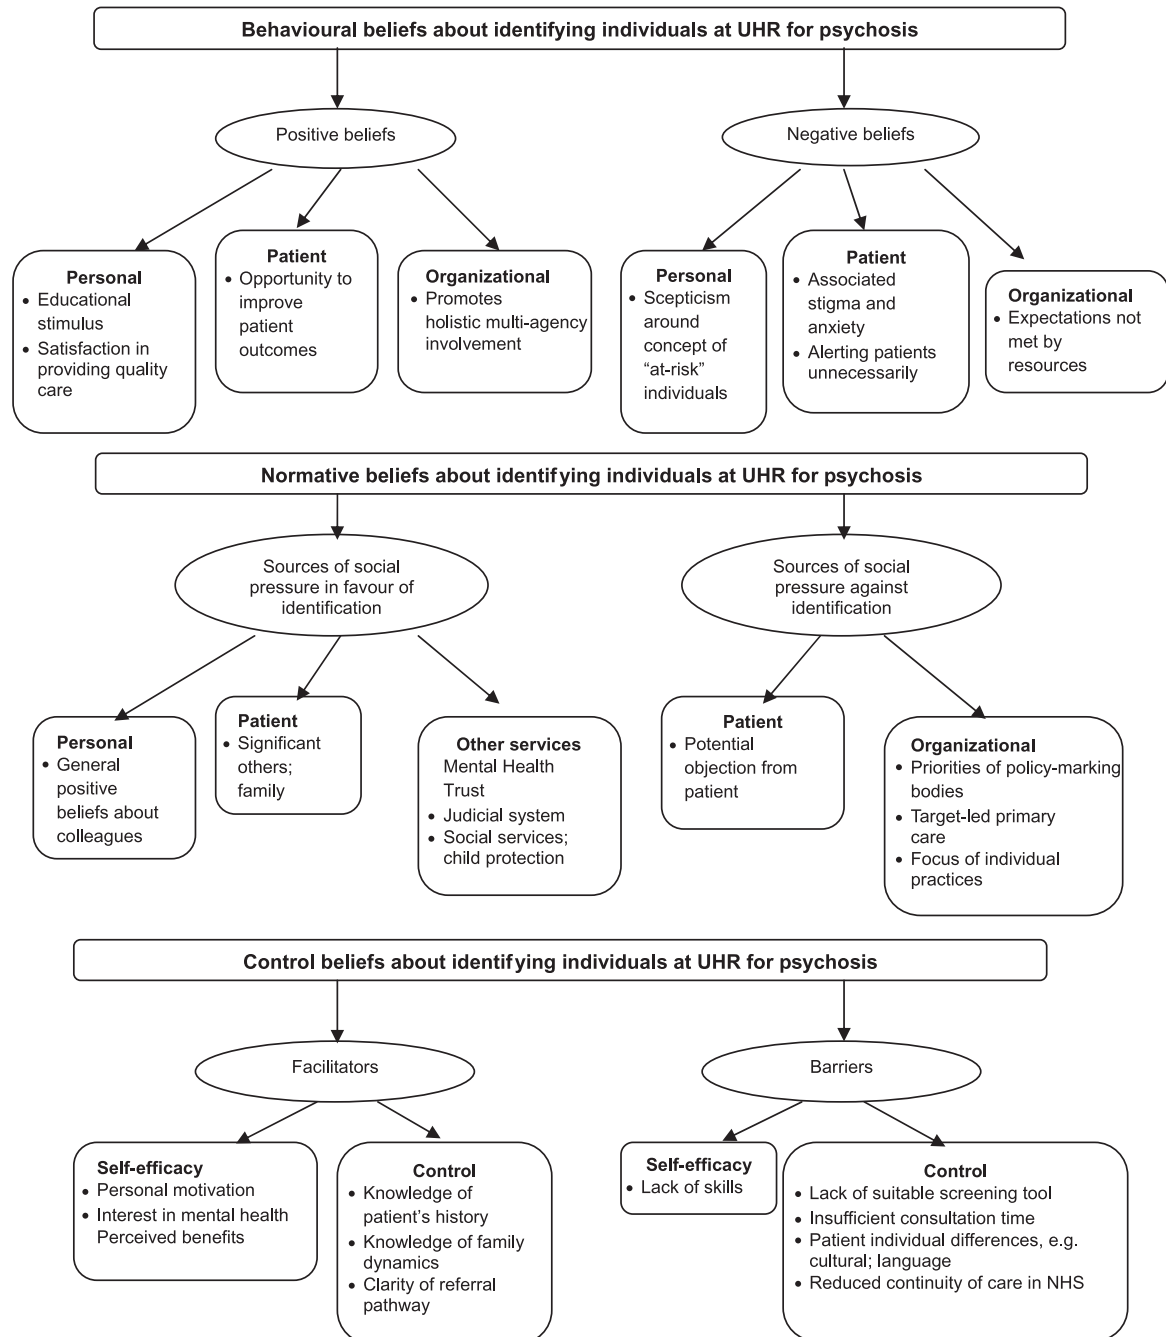 Behavioural beliefs about identifying individuals at UHR for psychosis
Positive beliefs
Negative beliefs
Personal
• Educational
stimulus
• Satisfaction in
providing quality
care
Patient
• Opportunity to
improve
patient
outcomes
Organizational
• Promotes
holistic multi-agency
involvement
Personal
• Scepticism
around
concept of
“at-risk”
individuals
Patient
• Associated
stigma and
anxiety
• Alerting patients
unnecessarily
Organizational
• Expectations not
met by
resources
Normative beliefs about identifying individuals at UHR for psychosis
Sources of social
pressure in favour of
identification
Sources of social
pressure against
identification
Personal
• General
positive
beliefs about
colleagues
Patient
• Significant
others;
family
Other services
Mental Health
Trust
• Judicial system
• Social services;
child protection
Patient
• Potential
objection from
patient
Organizational
• Priorities of policy-marking
bodies
• Target-led primary
care
• Focus of individual
practices
Control beliefs about identifying individuals at UHR for psychosis
Facilitators
Barriers
Self-efficacy
• Personal motivation
• Interest in mental health
Perceived benefits
Control
• Knowledge of
patient’s history
• Knowledge of family
dynamics
• Clarity of referral
pathway
Self-efficacy
• Lack of skills
Control
• Lack of suitable screening tool
• Insufficient consultation time
• Patient individual differences, e.g.
cultural; language
• Reduced continuity of care in NHS